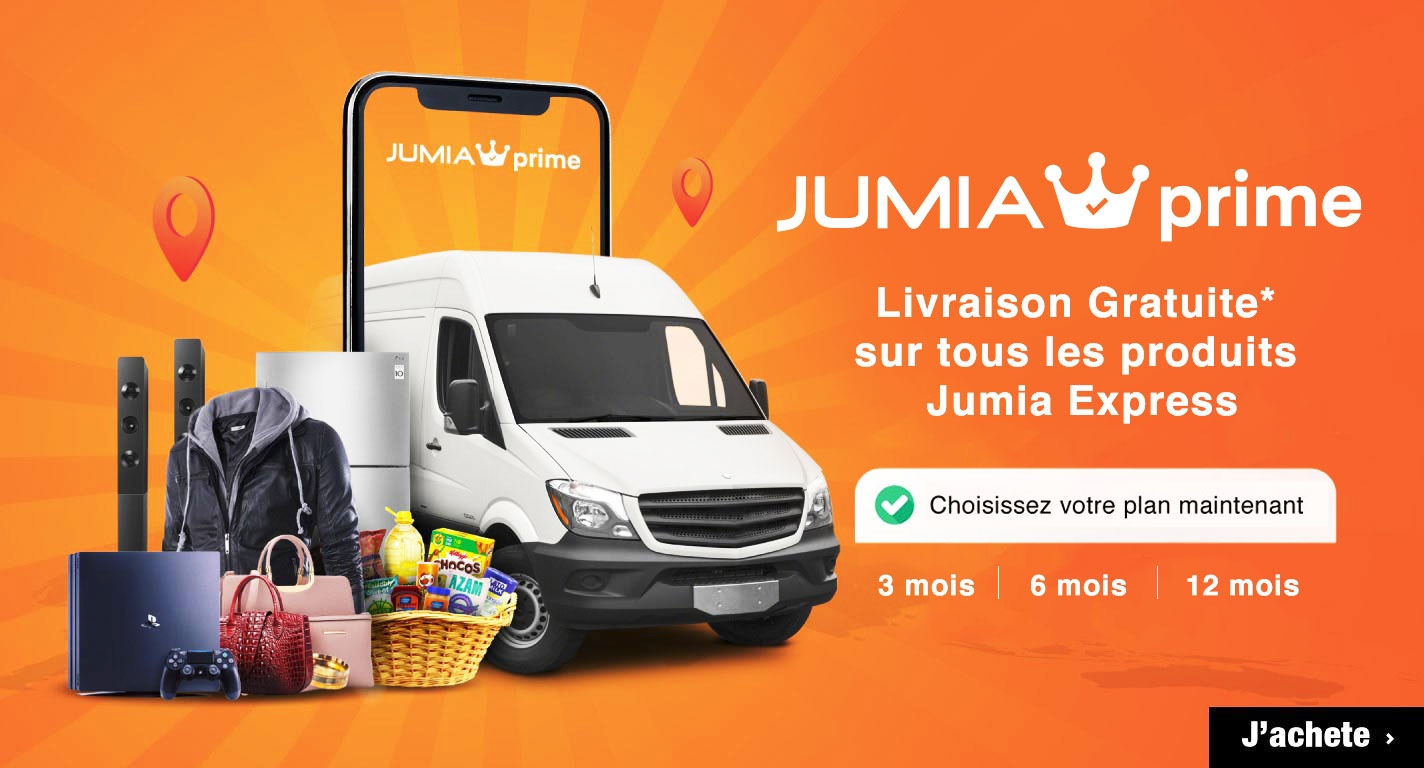 JUMIA prime
JUMIA prime
Livraison Gratuite*
sur tous les produits
Jumia Express
Choisissez votre plan maintenant
3 mois | 6 mois | 12 mois
Kellogg's
CHOCOS
AZAM
J'achete ›